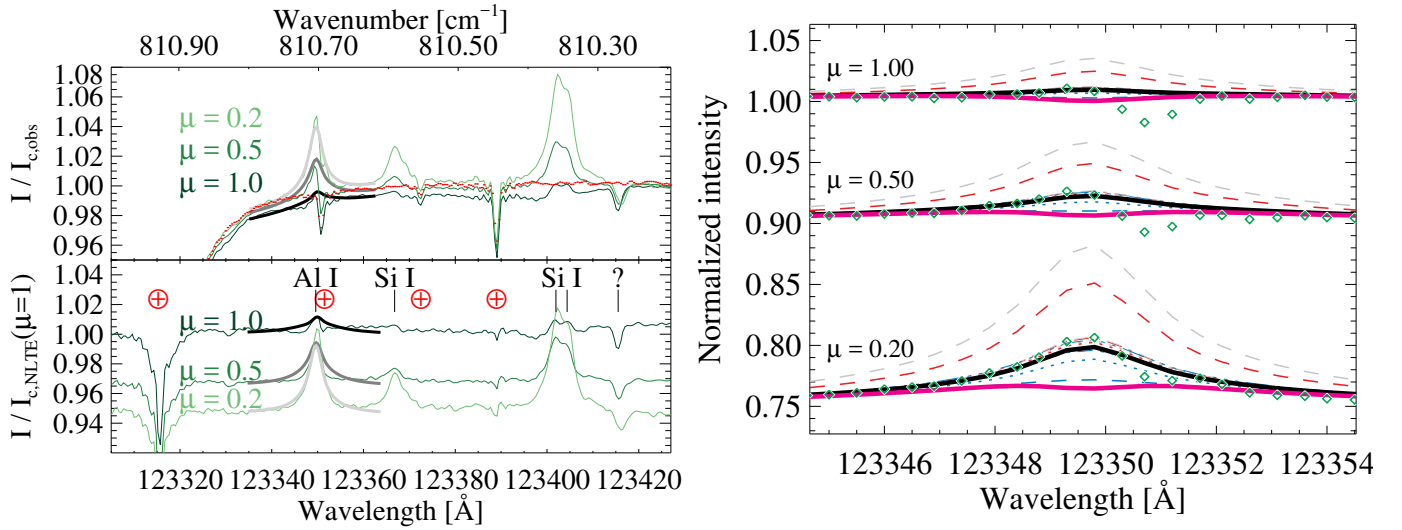 Wavenumber [cm⁻¹]
810.90 810.70 810.50 810.30
I / I_c,obs
1.08
1.06
1.04
1.02
1.00
0.98
0.96
μ = 0.2
μ = 0.5
μ = 1.0
I / I_c,NLTE(μ=1)
1.04
1.02
1.00
0.98
0.96
0.94
Al I Si I Si I ?
μ = 1.0
μ = 0.5
μ = 0.2
123320 123340 123360 123380 123400 123420
Wavelength [Å]
Normalized intensity
1.05
1.00
0.95
0.90
0.85
0.80
0.75
μ = 1.00
μ = 0.50
μ = 0.20
123346 123348 123350 123352 123354
Wavelength [Å]